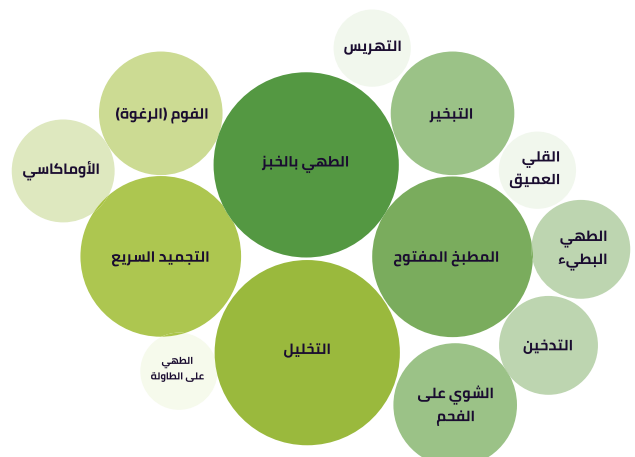 التهريس
التبخير
الفوم (الرغوة)
الطهي بالخبز
القلي
العميق
الأوماكاسي
الطهي
البطيء
المطبخ المفتوح
التجميد السريع
التدخين
التخليل
الطهي
على الطاولة
الشوي على
الفحم